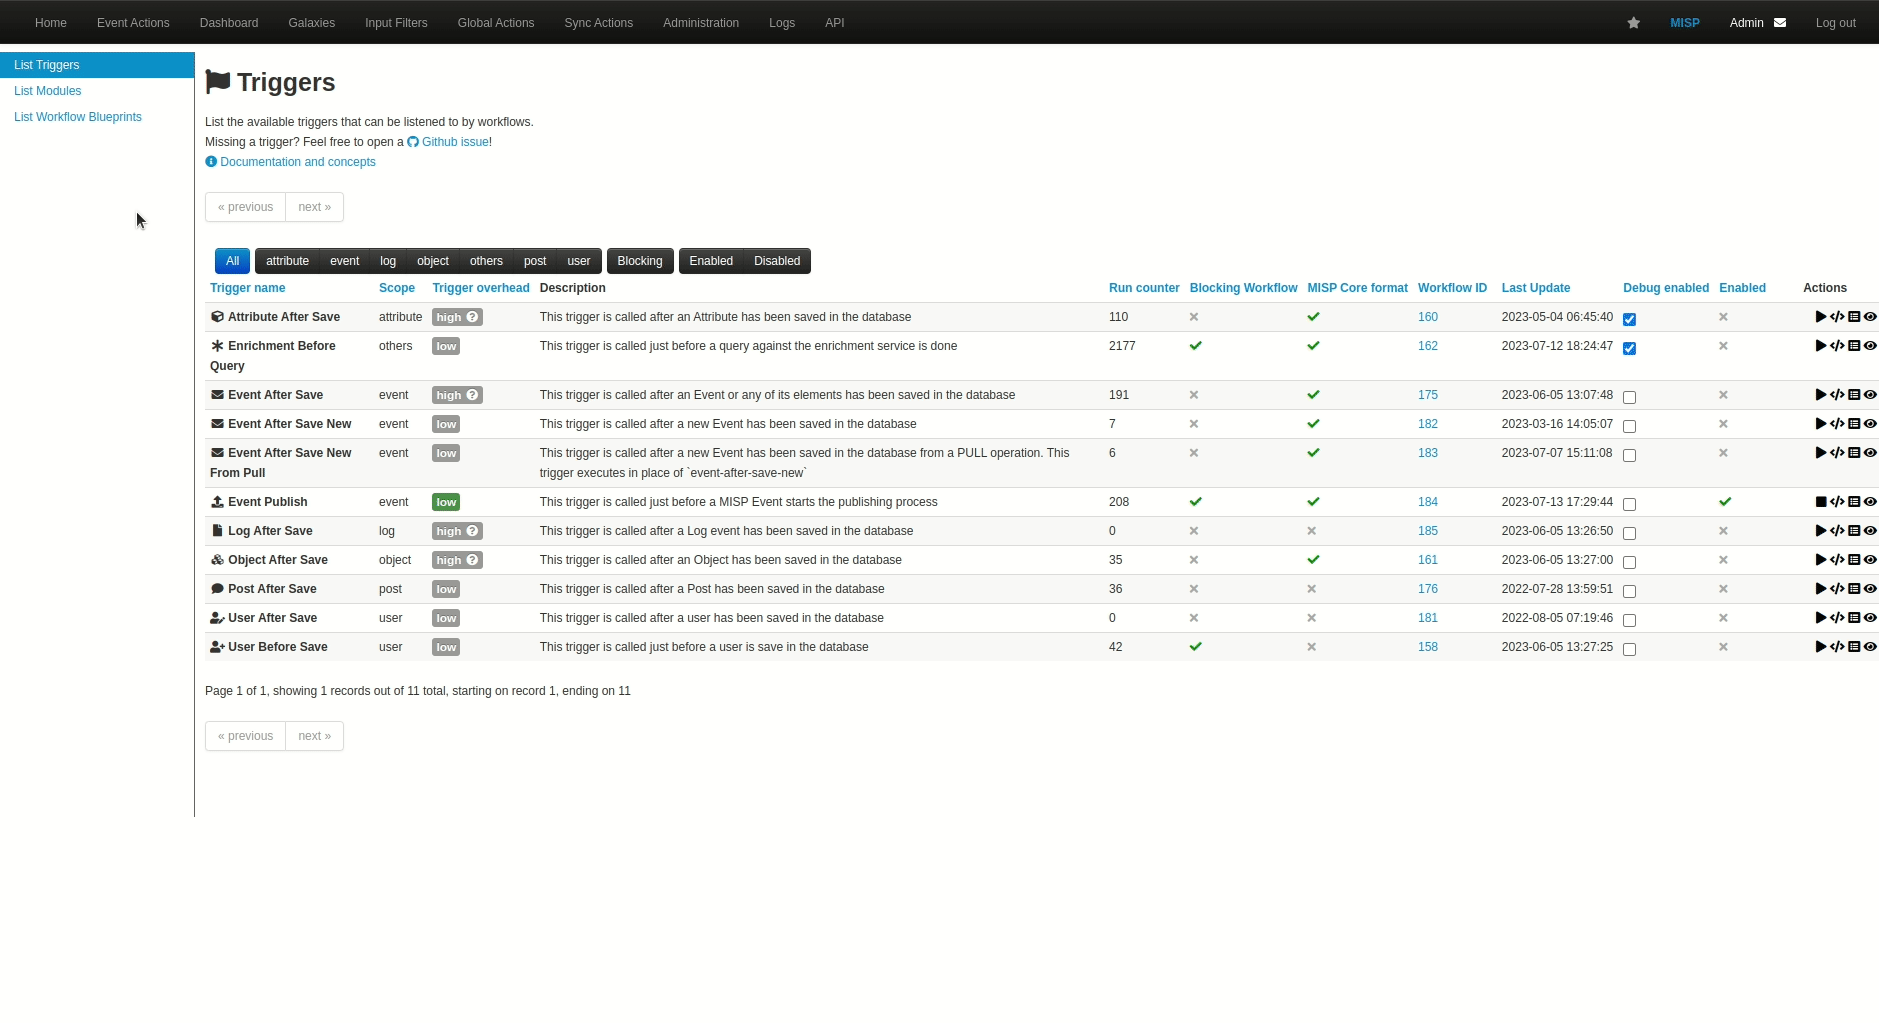 Home Event Actions Dashboard Galaxies Input Filters Global Actions Sync Actions Administration Logs API MISP Admin Log out
List Triggers
List Modules
List Workflow Blueprints
Triggers
List the available triggers that can be listened to by workflows.
Missing a trigger? Feel free to open a Github issue!
Documentation and concepts
« previous next »
All attribute event log object others post user Blocking Enabled Disabled
Trigger name Scope Trigger overhead Description Run counter Blocking Workflow MISP Core format Workflow ID Last Update Debug enabled Enabled Actions
Attribute After Save attribute high This trigger is called after an Attribute has been saved in the database 110 160 2023-05-04 06:45:40
Enrichment Before others low This trigger is called just before a query against the enrichment service is done 2177 162 2023-07-12 18:24:47
Query
Event After Save event high This trigger is called after an Event or any of its elements has been saved in the database 191 175 2023-06-05 13:07:48
Event After Save New event low This trigger is called after a new Event has been saved in the database 7 182 2023-03-16 14:05:07
Event After Save New event low This trigger is called after a new Event has been saved in the database from a PULL operation. This 6 183 2023-07-07 15:11:08
From Pull trigger executes in place of `event-after-save-new`
Event Publish event low This trigger is called just before a MISP Event starts the publishing process 208 184 2023-07-13 17:29:44
Log After Save log high This trigger is called after a Log event has been saved in the database 0 185 2023-06-05 13:26:50
Object After Save object high This trigger is called after an Object has been saved in the database 35 161 2023-06-05 13:27:00
Post After Save post low This trigger is called after a Post has been saved in the database 36 176 2022-07-28 13:59:51
User After Save user low This trigger is called after a user has been saved in the database 0 181 2022-08-05 07:19:46
User Before Save user low This trigger is called just before a user is save in the database 42 158 2023-06-05 13:27:25
Page 1 of 1, showing 1 records out of 11 total, starting on record 1, ending on 11
« previous next »